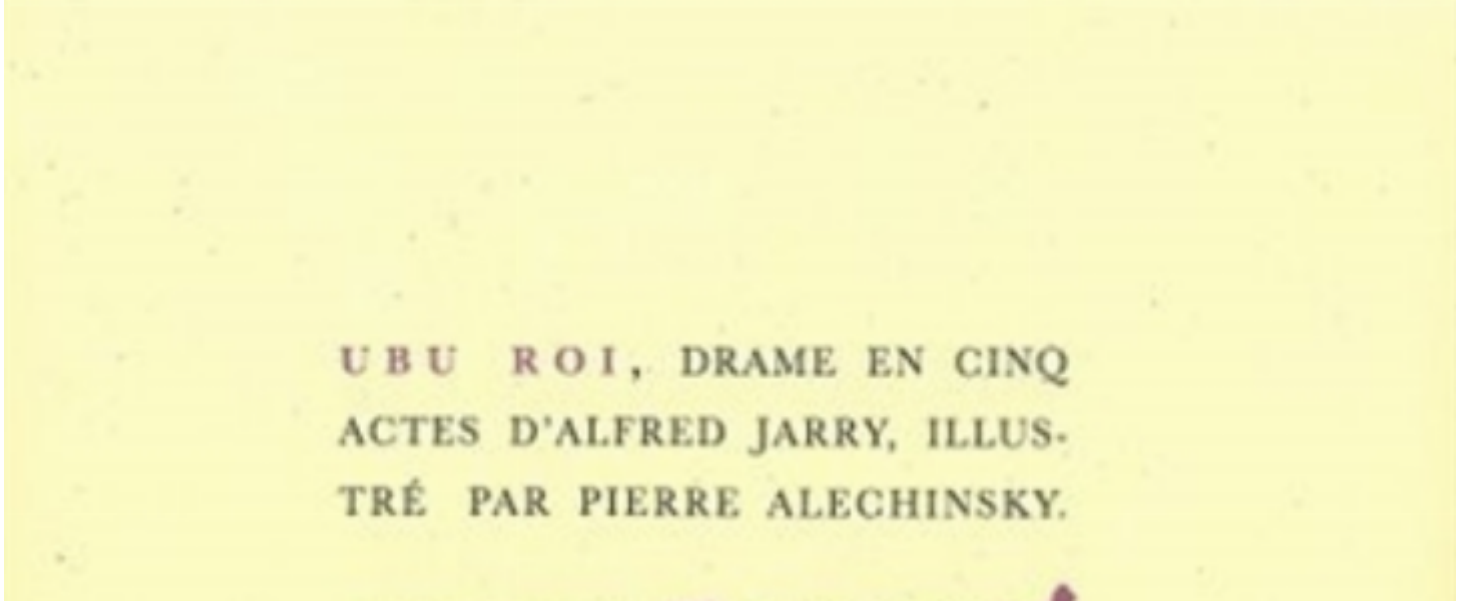 UBU ROI, DRAME EN CINQ
ACTES D'ALFRED JARRY, ILLUS-
TRÉ PAR PIERRE ALECHINSKY.